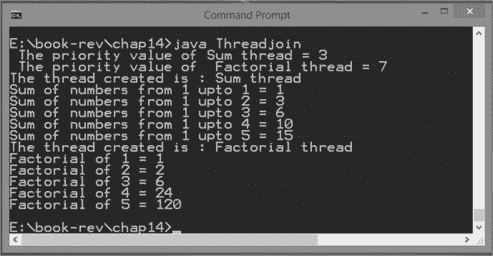 Command Prompt
E:\book-rev\chap14>java Threadjoin
The priority value of Sum thread = 3
The priority value of  Factorial thread = 7
The thread created is : Sum thread
Sum of numbers from 1 upto 1 = 1
Sum of numbers from 1 upto 2 = 3
Sum of numbers from 1 upto 3 = 6
Sum of numbers from 1 upto 4 = 10
Sum of numbers from 1 upto 5 = 15
The thread created is : Factorial thread
Factorial of 1 = 1
Factorial of 2 = 2
Factorial of 3 = 6
Factorial of 4 = 24
Factorial of 5 = 120
E:\book-rev\chap14>